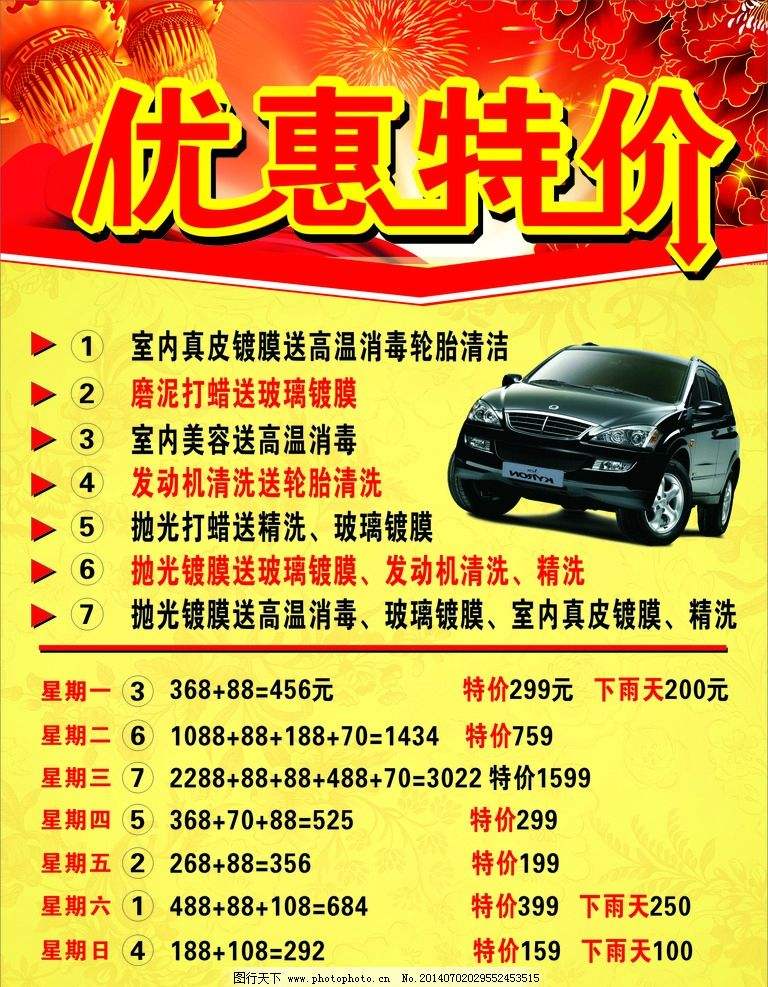 优惠特价
① 室内真皮镀膜送高温消毒轮胎清洁
② 磨泥打蜡送玻璃镀膜
③ 室内美容送高温消毒
④ 发动机清洗送轮胎清洗
⑤ 抛光打蜡送精洗、玻璃镀膜
⑥ 抛光镀膜送玻璃镀膜、发动机清洗、精洗
⑦ 抛光镀膜送高温消毒、玻璃镀膜、室内真皮镀膜、精洗
KYRON
星期一 ③ 368+88=456元 特价299元 下雨天200元
星期二 ⑥ 1088+88+188+70=1434 特价759
星期三 ⑦ 2288+88+88+488+70=3022 特价1599
星期四 ⑤ 368+70+88=525 特价299
星期五 ② 268+88=356 特价199
星期六 ① 488+88+108=684 特价399 下雨天250
星期日 ④ 188+108=292 特价159 下雨天100
图行天下 www.photophoto.cn No.20140702029552453515